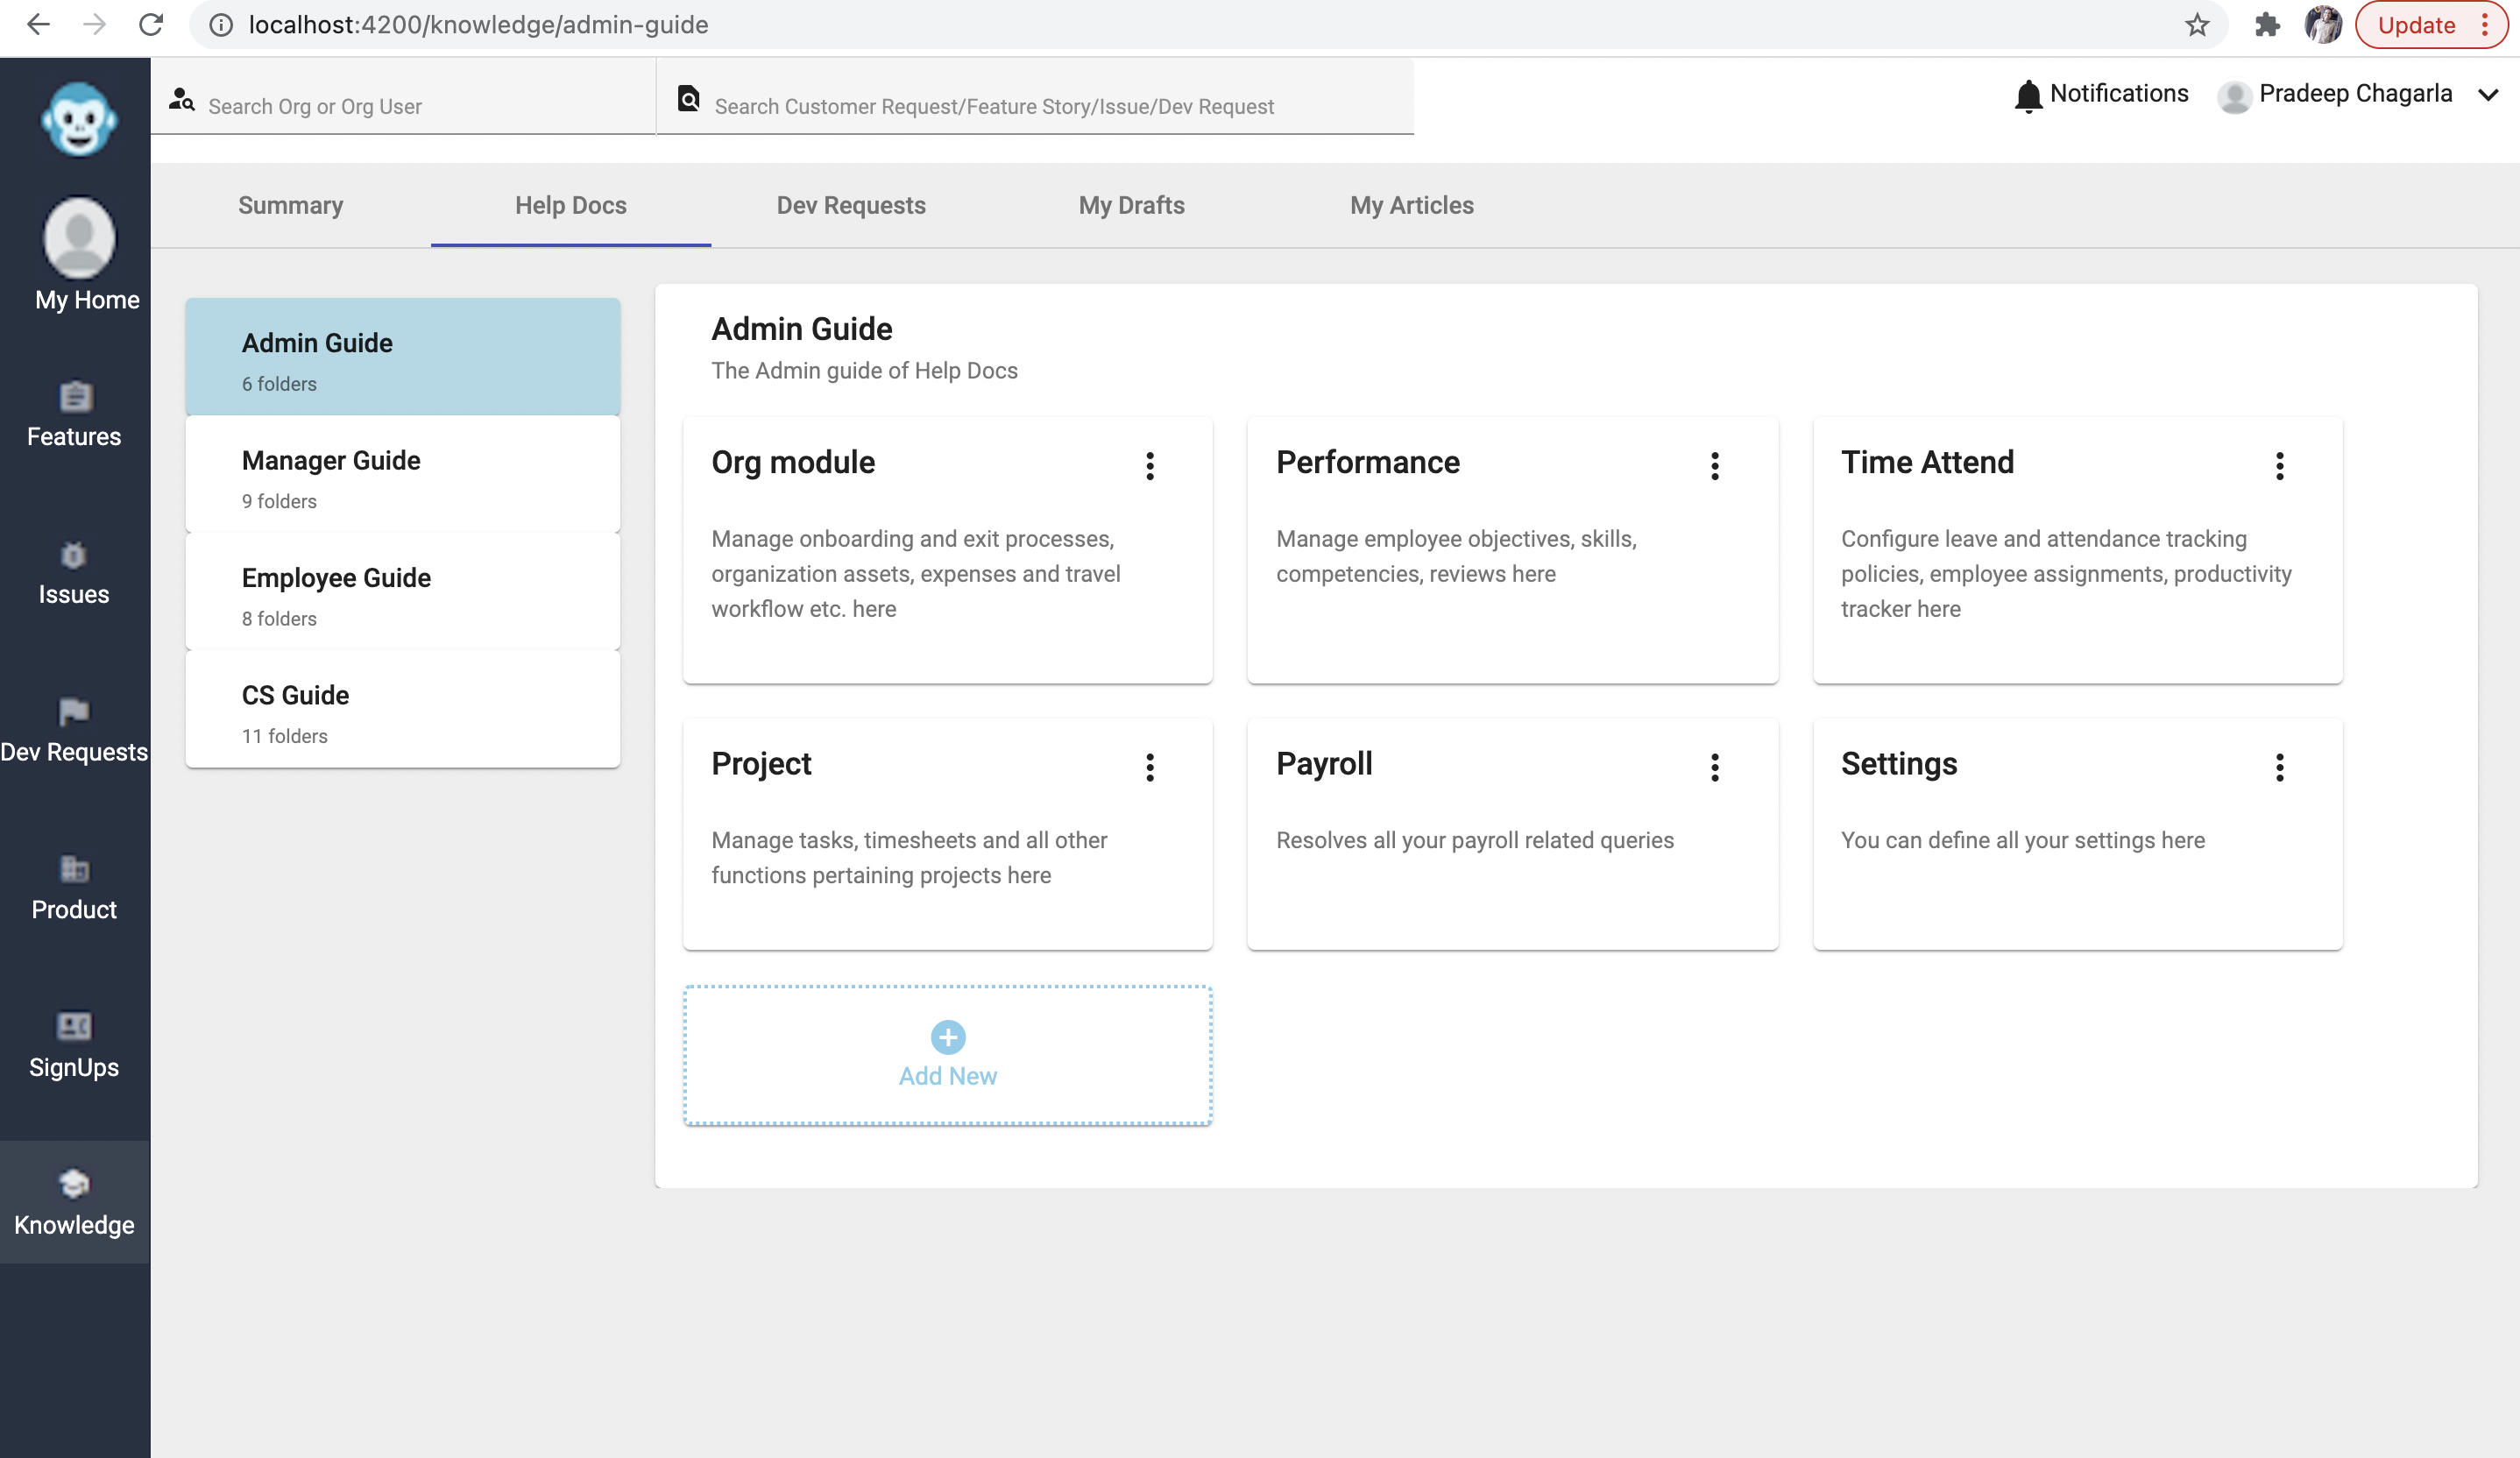 localhost:4200/knowledge/admin-guide
Update
Search Org or Org User
Search Customer Request/Feature Story/Issue/Dev Request
Notifications
Pradeep Chagarla
My Home
Features
Issues
Dev Requests
Product
SignUps
Knowledge
Summary
Help Docs
Dev Requests
My Drafts
My Articles
Admin Guide
6 folders
Manager Guide
9 folders
Employee Guide
8 folders
CS Guide
11 folders
Admin Guide
The Admin guide of Help Docs
Org module
Manage onboarding and exit processes,
organization assets, expenses and travel
workflow etc. here
Performance
Manage employee objectives, skills,
competencies, reviews here
Time Attend
Configure leave and attendance tracking
policies, employee assignments, productivity
tracker here
Project
Manage tasks, timesheets and all other
functions pertaining projects here
Payroll
Resolves all your payroll related queries
Settings
You can define all your settings here
Add New